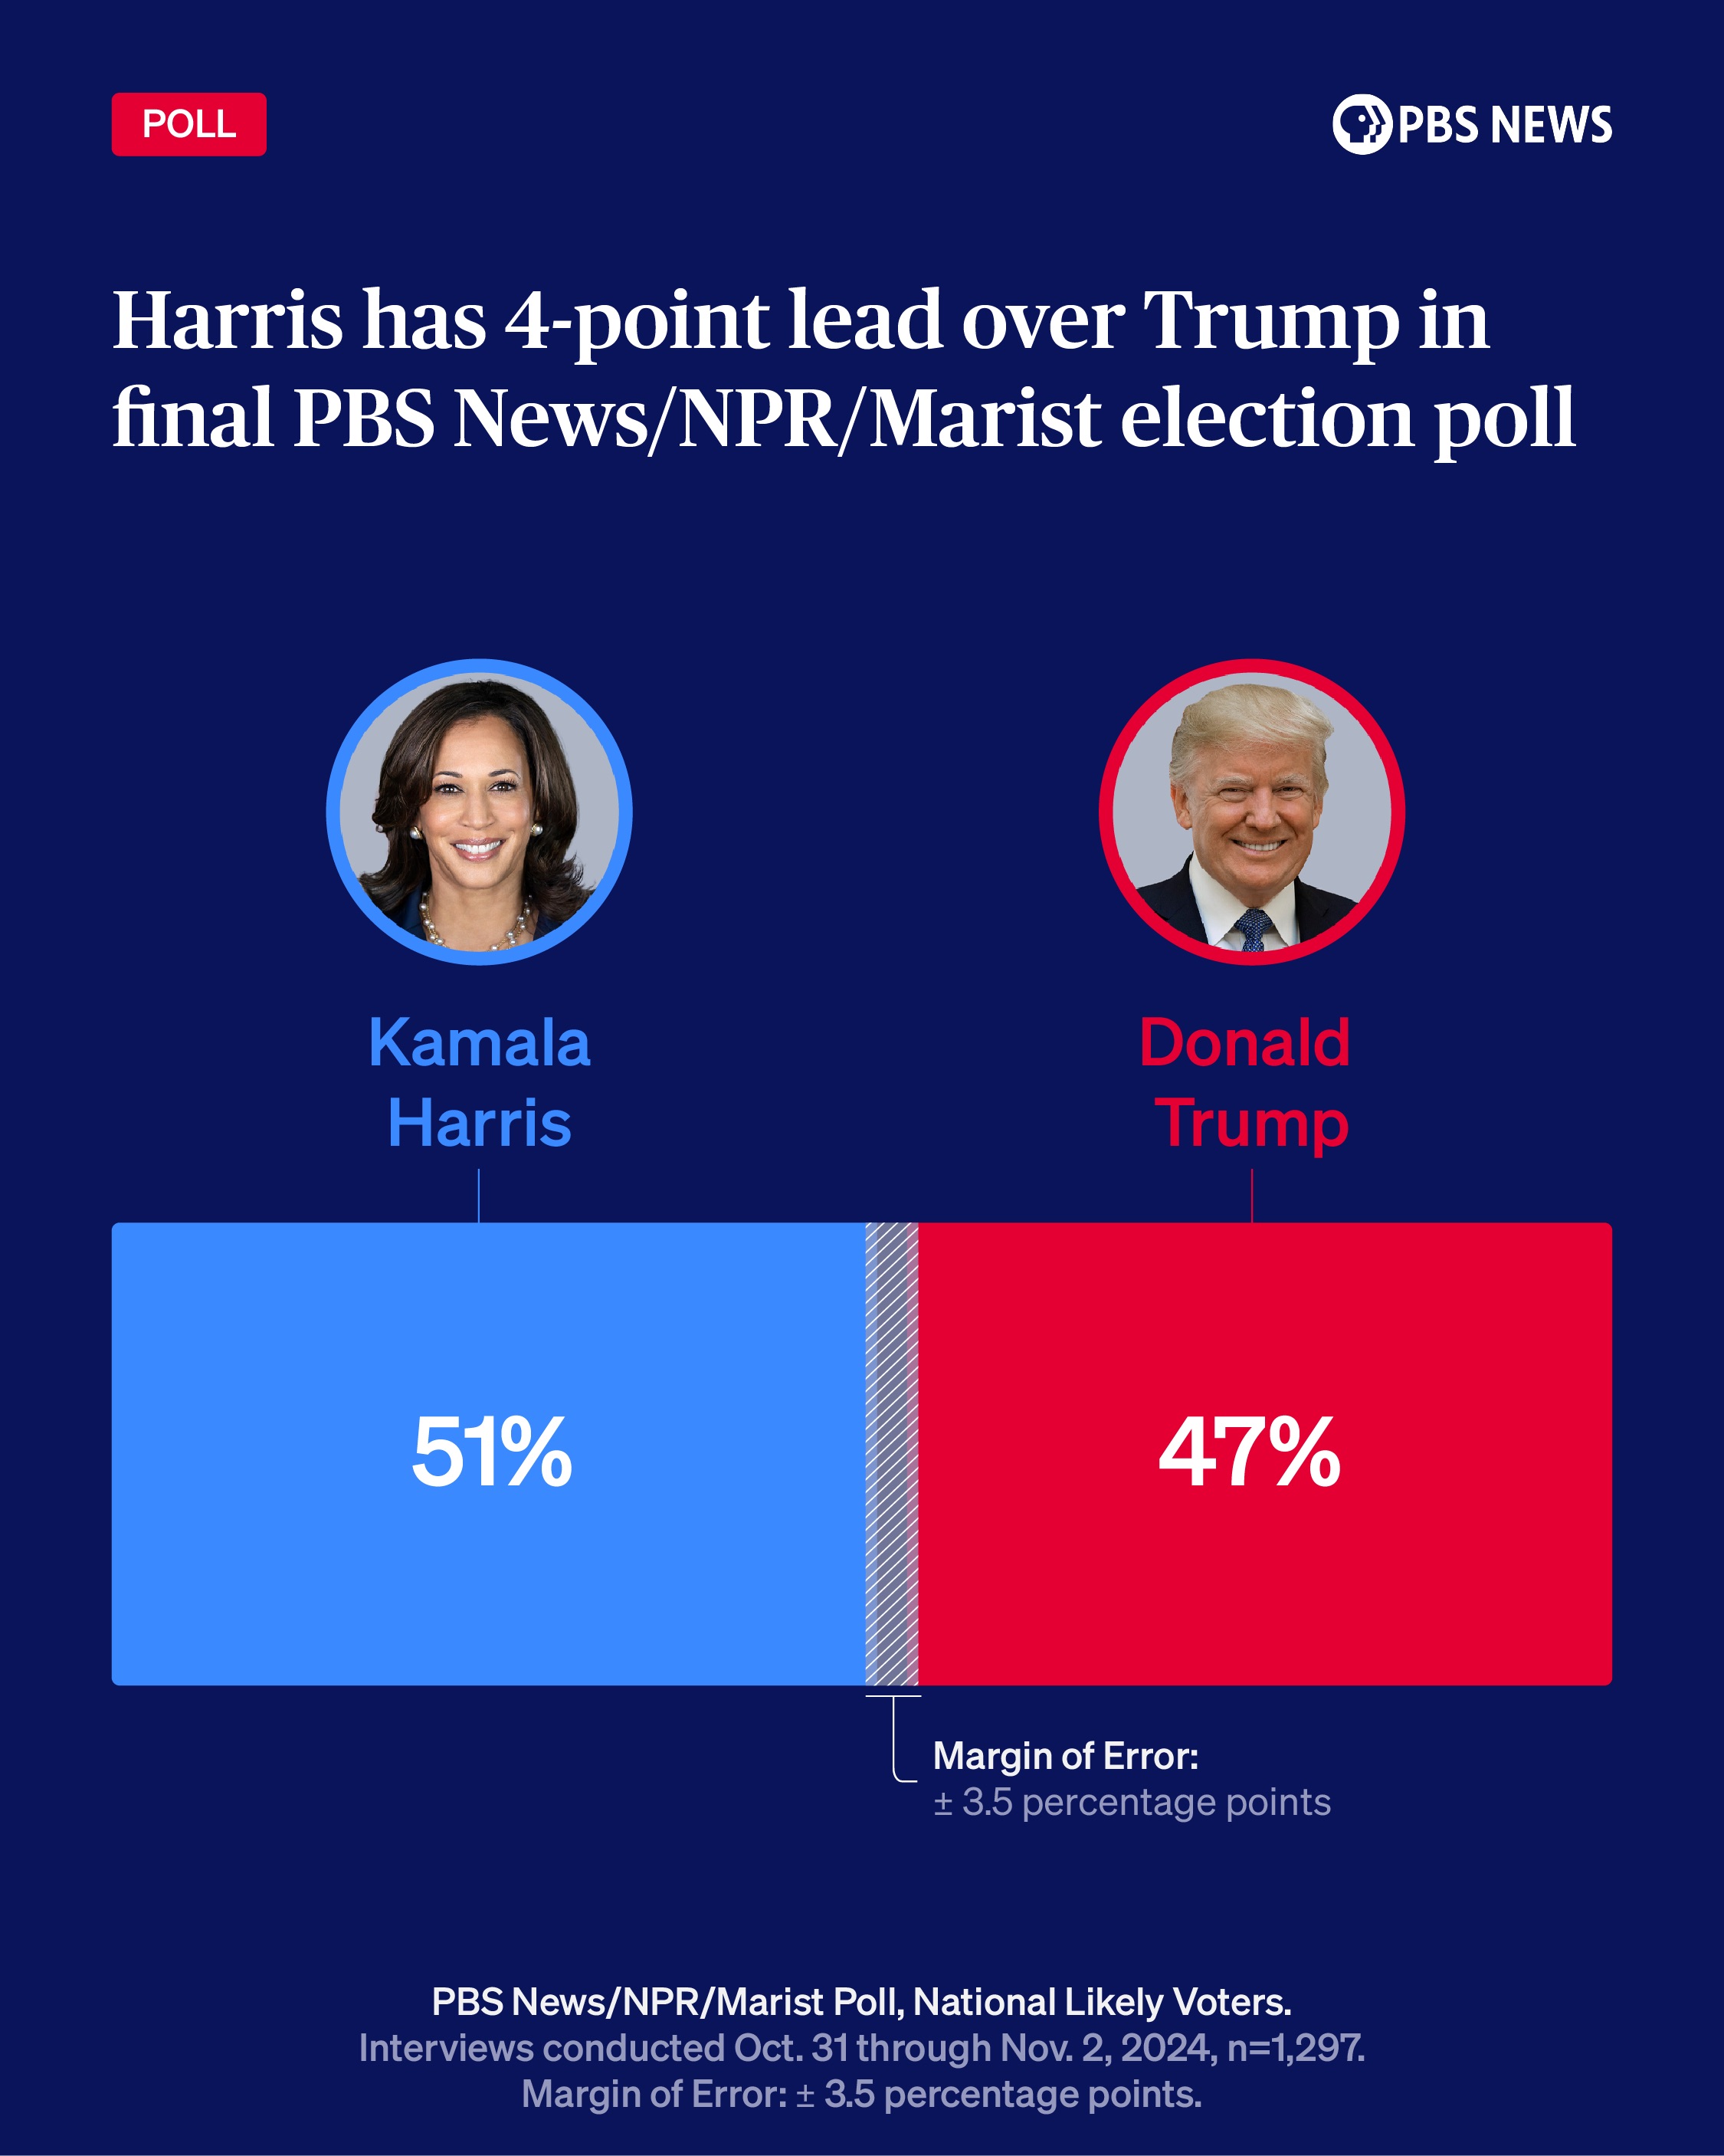 POLL
PBS NEWS
Harris has 4-point lead over Trump in
final PBS News/NPR/Marist election poll
Kamala
Harris
Donald
Trump
51%
47%
Margin of Error:
± 3.5 percentage points
PBS News/NPR/Marist Poll, National Likely Voters.
Interviews conducted Oct. 31 through Nov. 2, 2024, n=1,297.
Margin of Error: ± 3.5 percentage points.